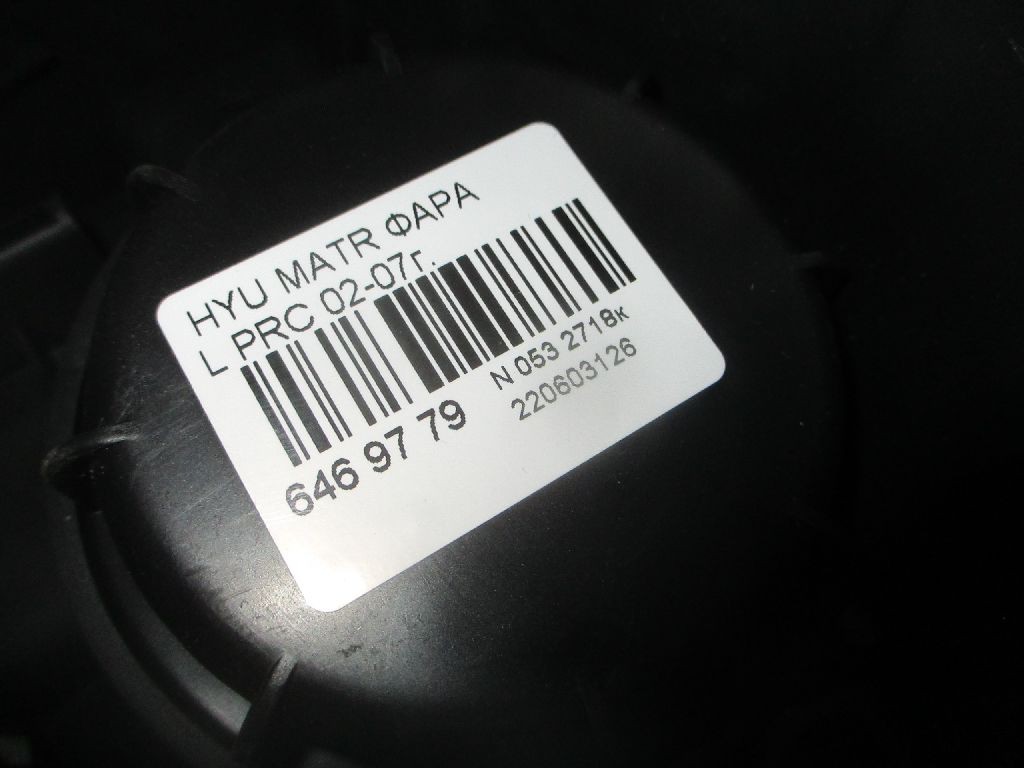 HYU MATR ФАРА
L PRC 02-07г.
646 97 79
N 053 2718к
220603126